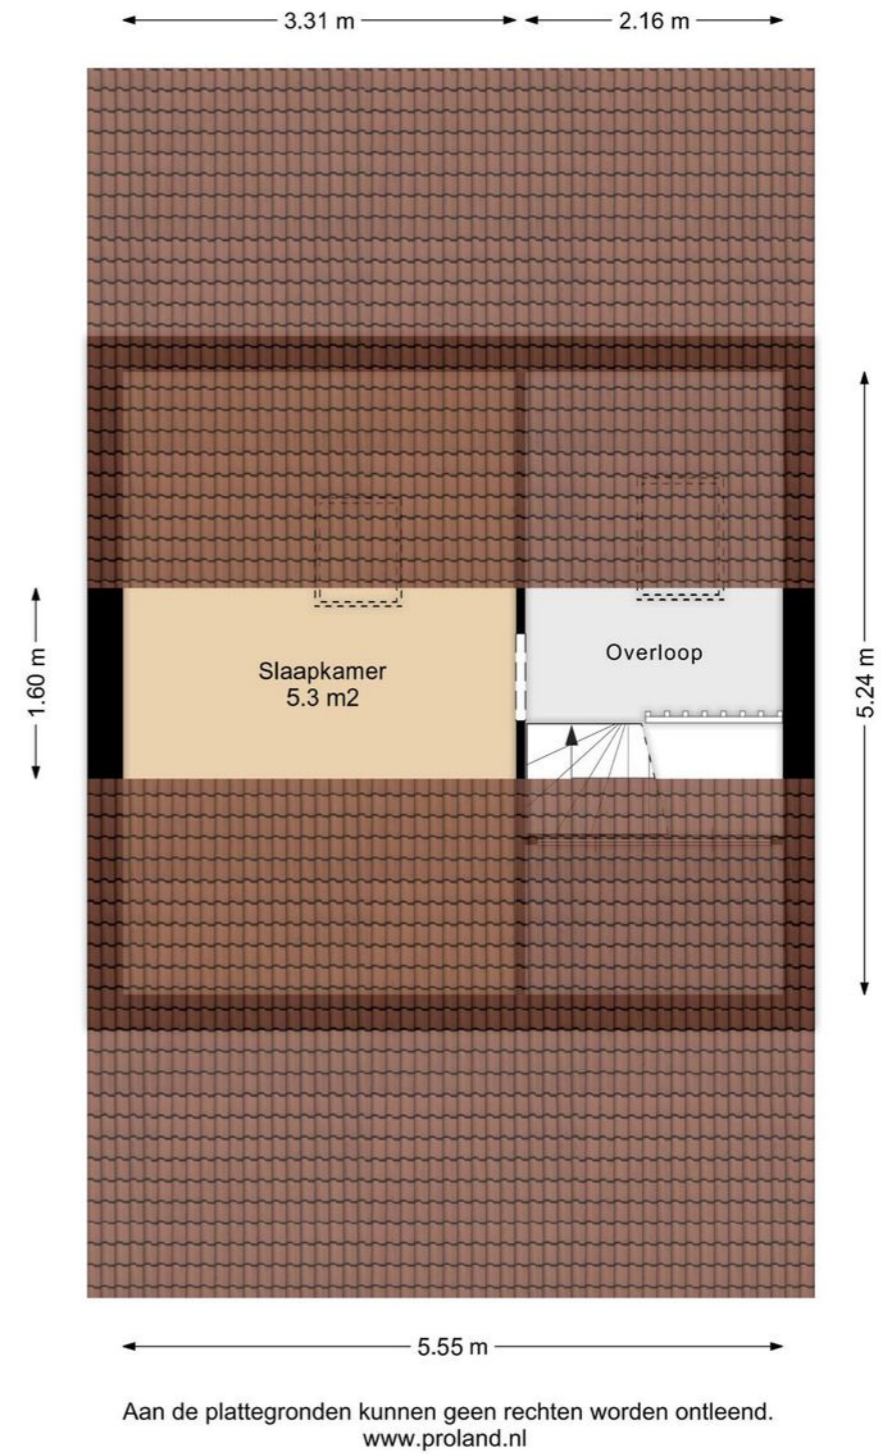 3.31 m
2.16 m
1.60 m
5.24 m
Slaapkamer
5.3 m2
Overloop
5.55 m
Aan de plattegronden kunnen geen rechten worden ontleend.
www.proland.nl